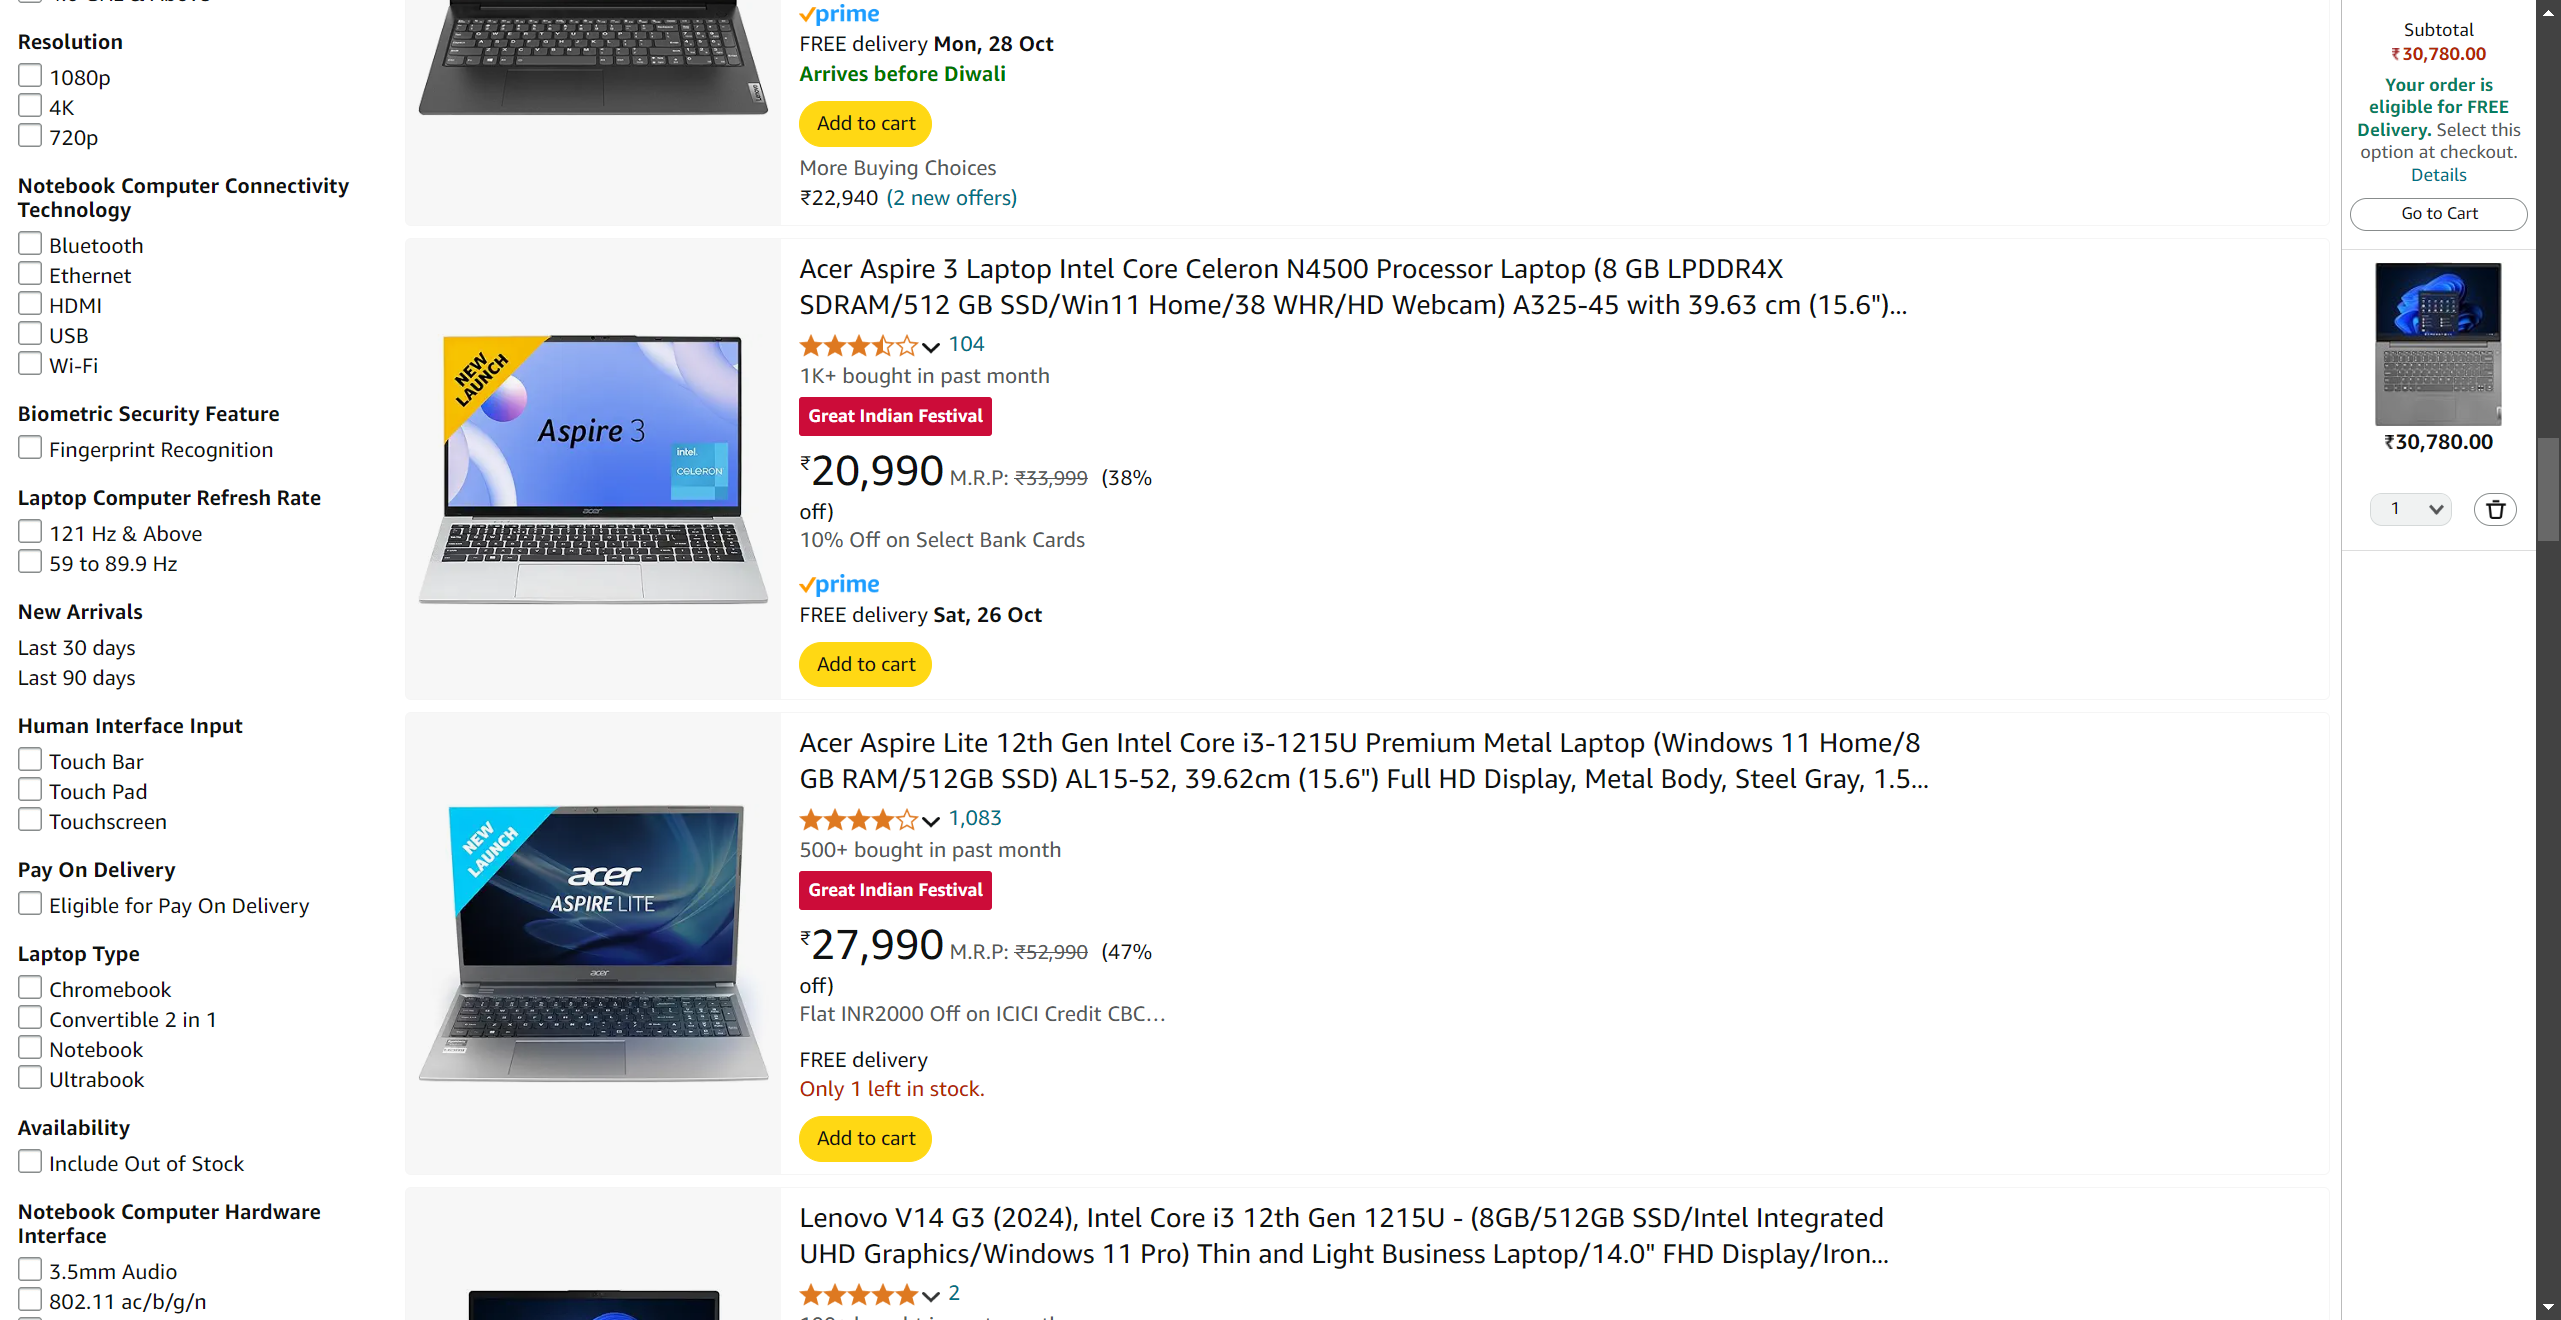 Resolution
1080p
4K
720p
Notebook Computer Connectivity
Technology
Bluetooth
Ethernet
HDMI
USB
Wi-Fi
Biometric Security Feature
Fingerprint Recognition
Laptop Computer Refresh Rate
121 Hz & Above
59 to 89.9 Hz
New Arrivals
Last 30 days
Last 90 days
Human Interface Input
Touch Bar
Touch Pad
Touchscreen
Pay On Delivery
Eligible for Pay On Delivery
Laptop Type
Chromebook
Convertible 2 in 1
Notebook
Ultrabook
Availability
Include Out of Stock
Notebook Computer Hardware
Interface
3.5mm Audio
802.11 ac/b/g/n
prime
FREE delivery Mon, 28 Oct
Arrives before Diwali
Add to cart
More Buying Choices
₹22,940 (2 new offers)
NEW
LAUNCH
Aspire 3
intel.
CELERON
acer
Acer Aspire 3 Laptop Intel Core Celeron N4500 Processor Laptop (8 GB LPDDR4X
SDRAM/512 GB SSD/Win11 Home/38 WHR/HD Webcam) A325-45 with 39.63 cm (15.6")...
104
1K+ bought in past month
Great Indian Festival
₹20,990 M.R.P: ₹33,999 (38%
off)
10% Off on Select Bank Cards
prime
FREE delivery Sat, 26 Oct
Add to cart
NEW
LAUNCH
acer
ASPIRE LITE
acer
Acer Aspire Lite 12th Gen Intel Core i3-1215U Premium Metal Laptop (Windows 11 Home/8
GB RAM/512GB SSD) AL15-52, 39.62cm (15.6") Full HD Display, Metal Body, Steel Gray, 1.5...
1,083
500+ bought in past month
Great Indian Festival
₹27,990 M.R.P: ₹52,990 (47%
off)
Flat INR2000 Off on ICICI Credit CBC...
FREE delivery
Only 1 left in stock.
Add to cart
Lenovo V14 G3 (2024), Intel Core i3 12th Gen 1215U - (8GB/512GB SSD/Intel Integrated
UHD Graphics/Windows 11 Pro) Thin and Light Business Laptop/14.0" FHD Display/Iron...
2
Subtotal
₹30,780.00
Your order is
eligible for FREE
Delivery. Select this
option at checkout.
Details
Go to Cart
₹30,780.00
1